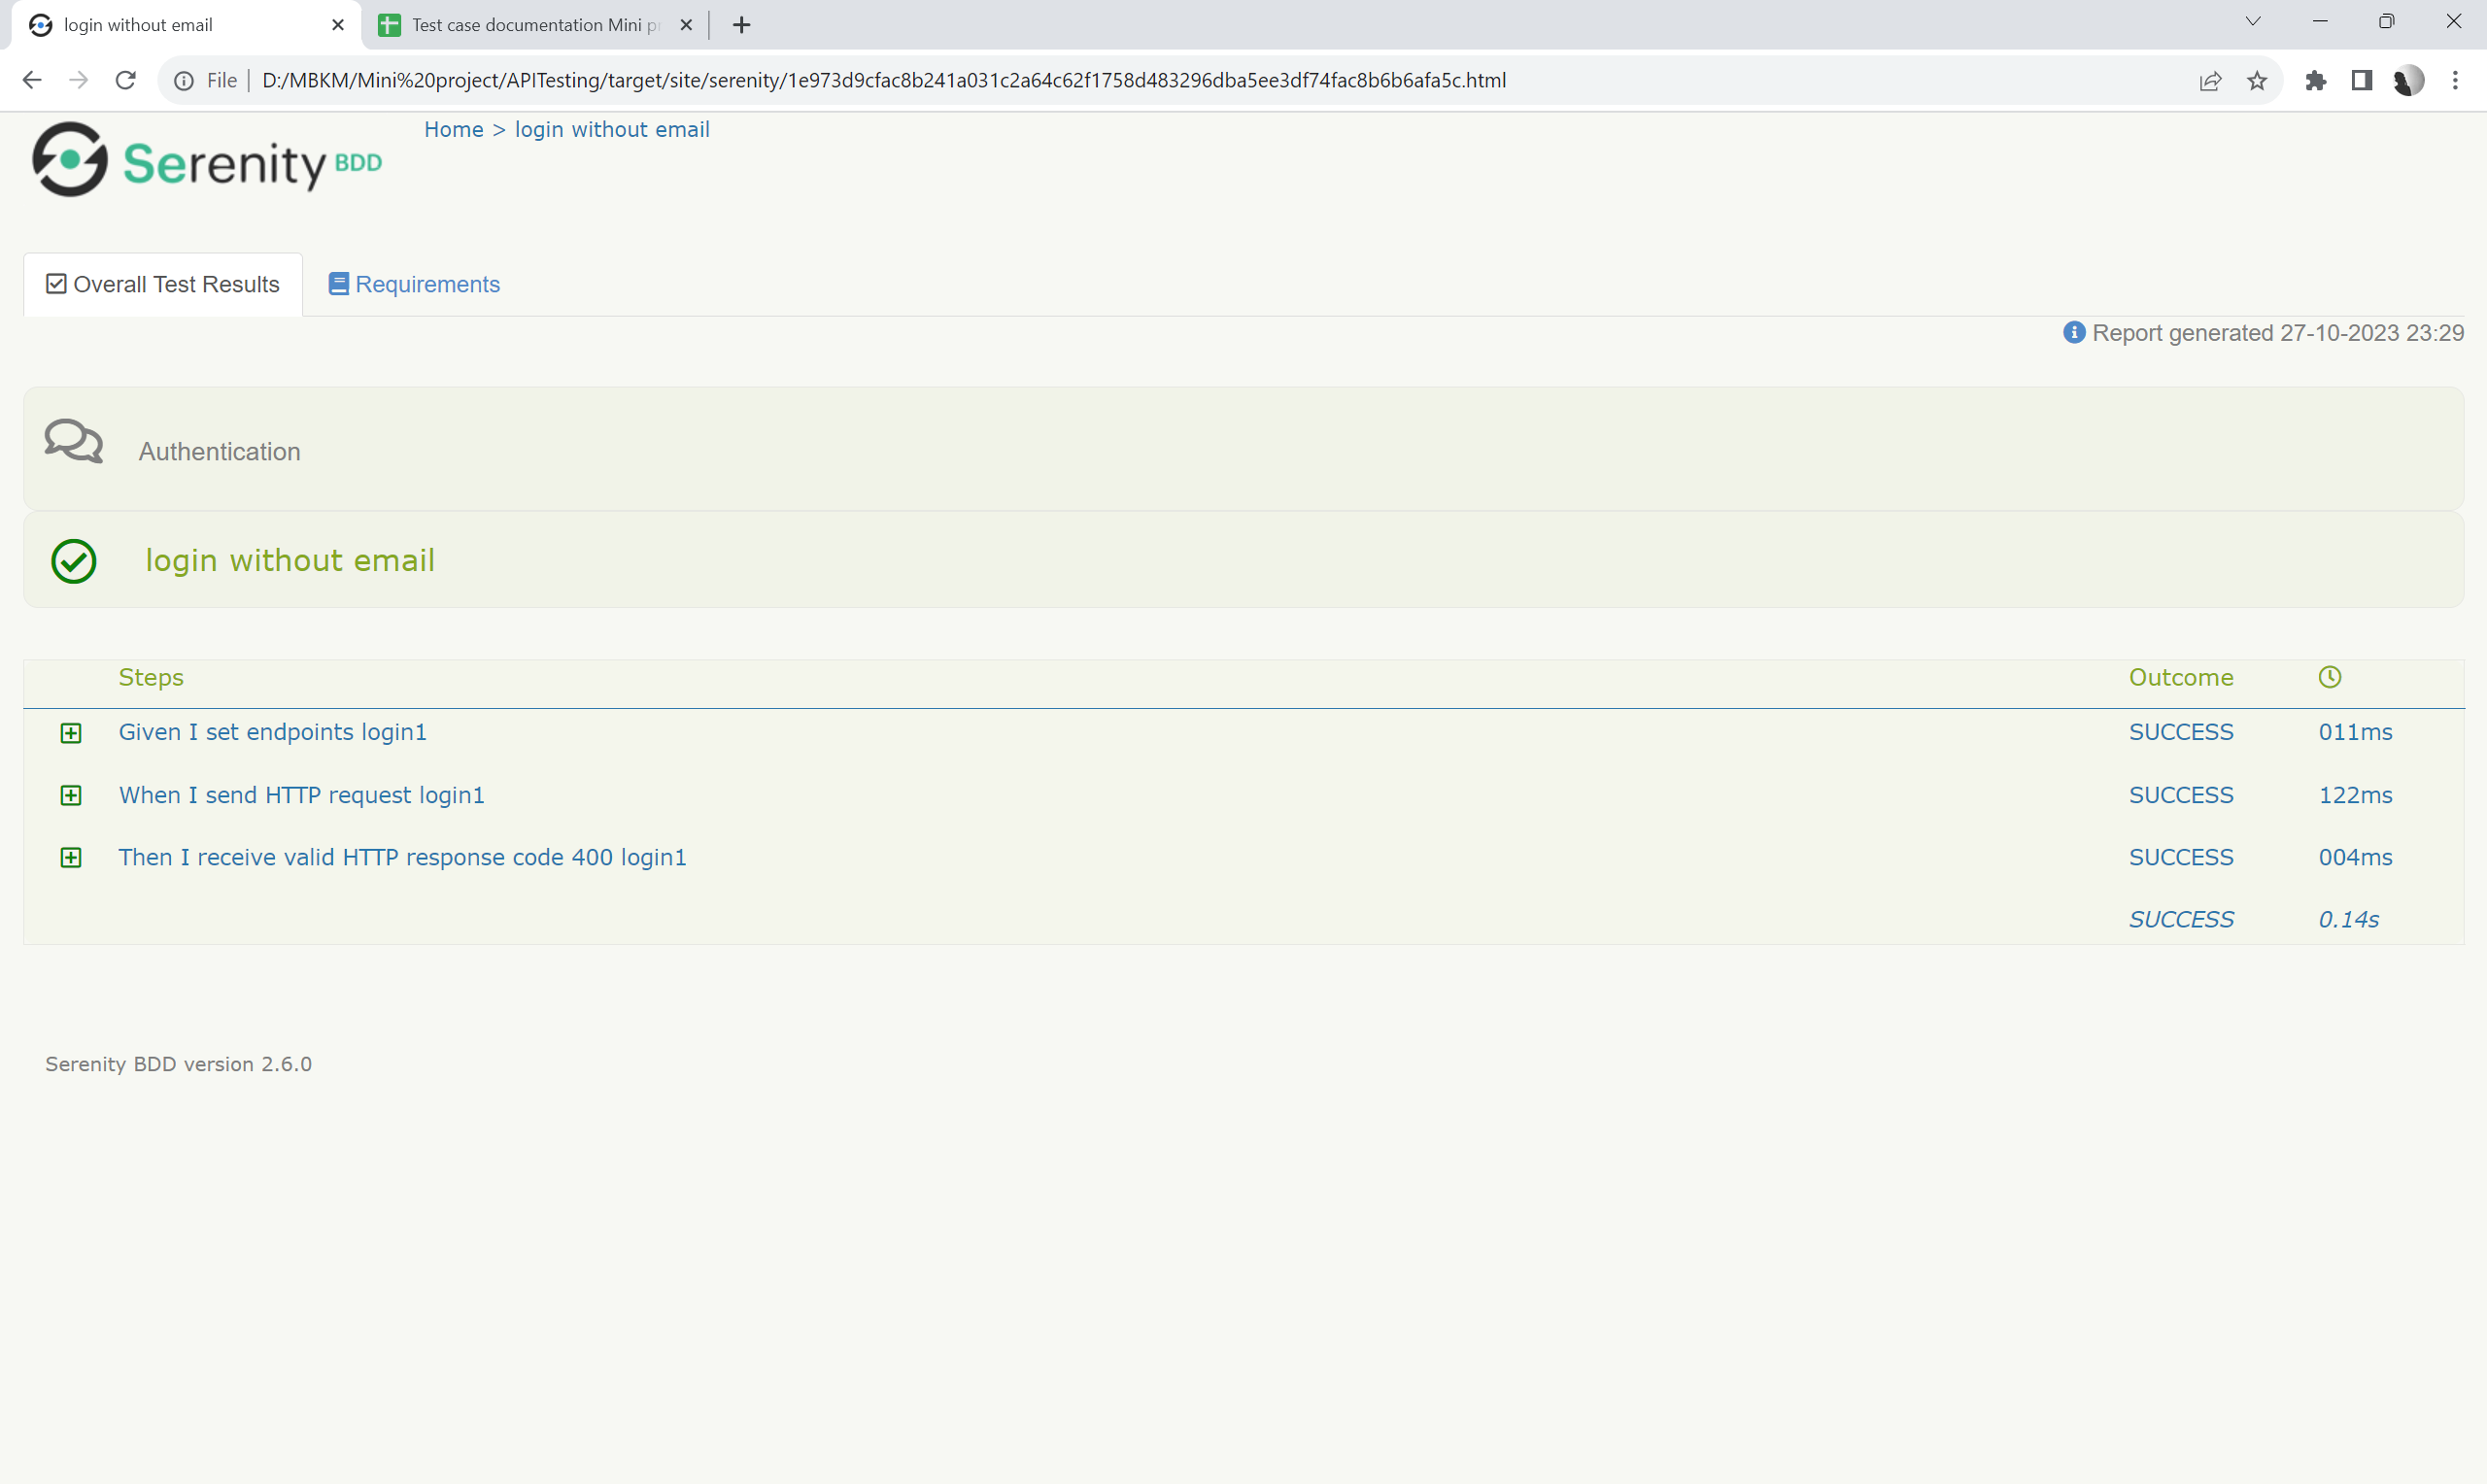 login without email
Test case documentation Mini
File D:/MBKM/Mini%20project/APITesting/target/site/serenity/1e973d9cfac8b241a031c2a64c62f1758d483296dba5ee3df74fac8b6b6afa5c.html
Serenity BDD
Home > login without email
Overall Test Results
Requirements
Report generated 27-10-2023 23:29
Authentication
login without email
Steps Outcome
Given I set endpoints login1 SUCCESS 011ms
When I send HTTP request login1 SUCCESS 122ms
Then I receive valid HTTP response code 400 login1 SUCCESS 004ms
SUCCESS 0.14s
Serenity BDD version 2.6.0